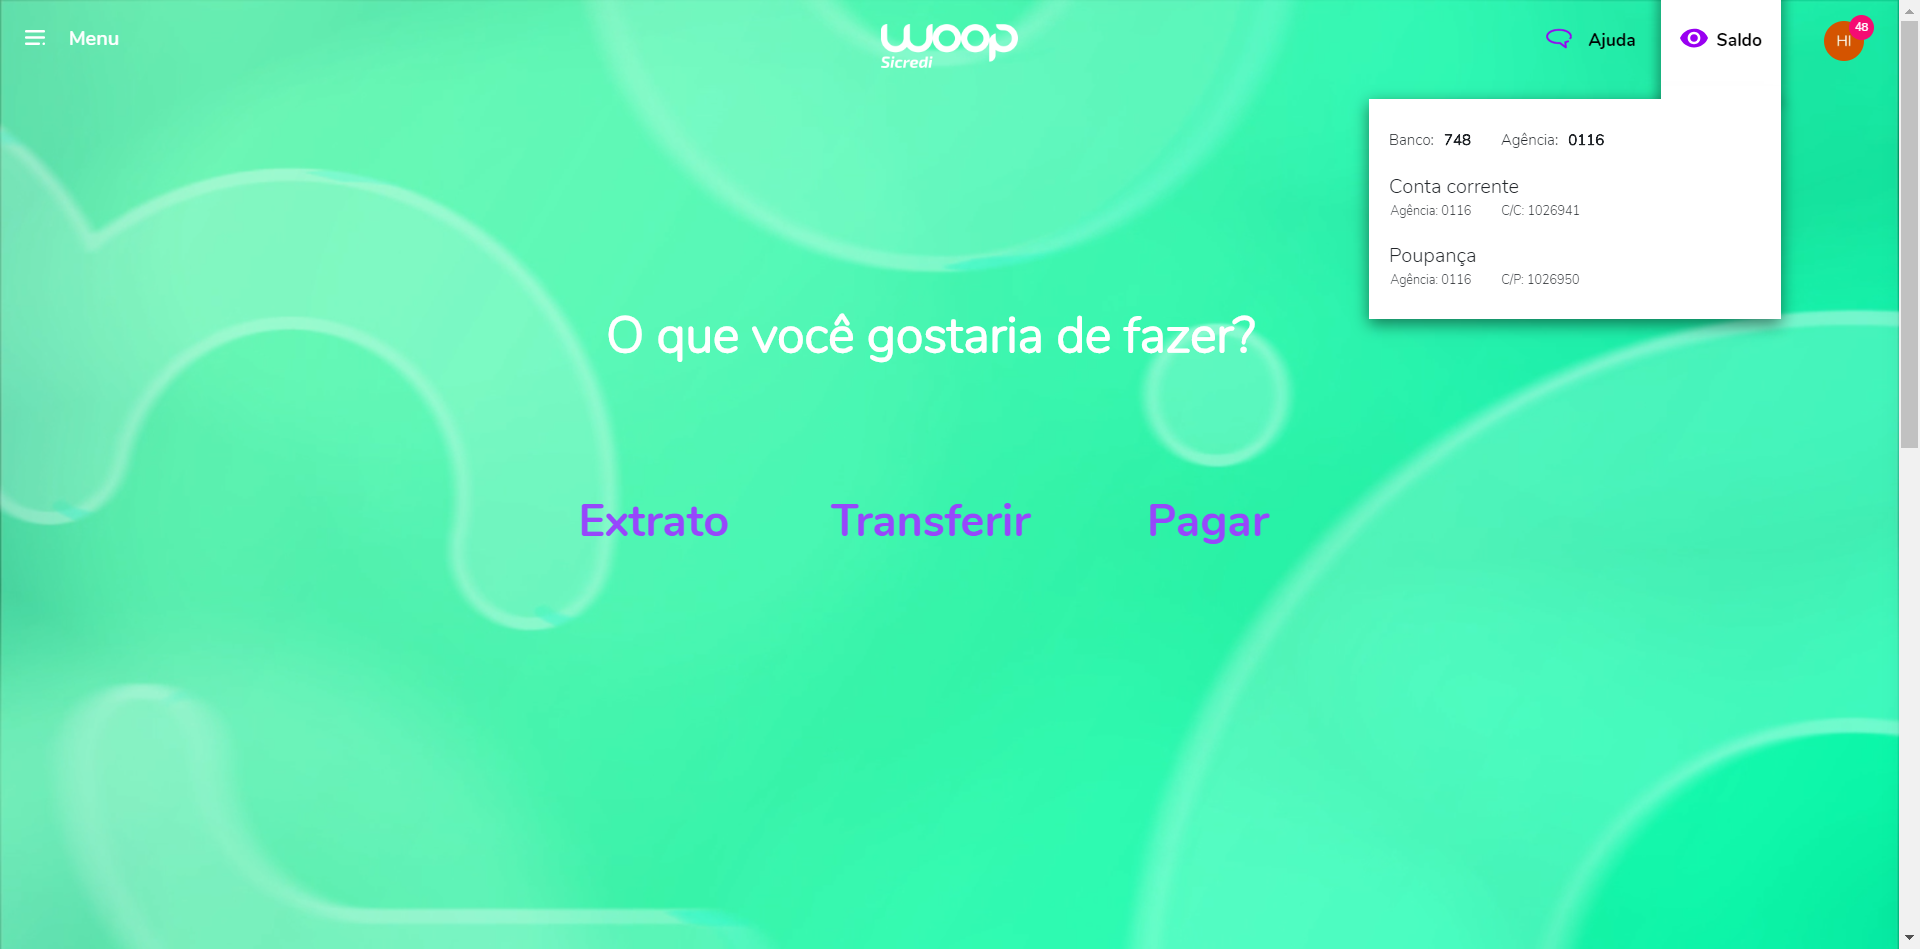 Menu
woop
Sicredi
Ajuda
Saldo
HI
48
Banco: 748 Agência: 0116
Conta corrente
Agência: 0116 C/C: 1026941
Poupança
Agência: 0116 C/P: 1026950
O que você gostaria de fazer?
Extrato Transferir Pagar